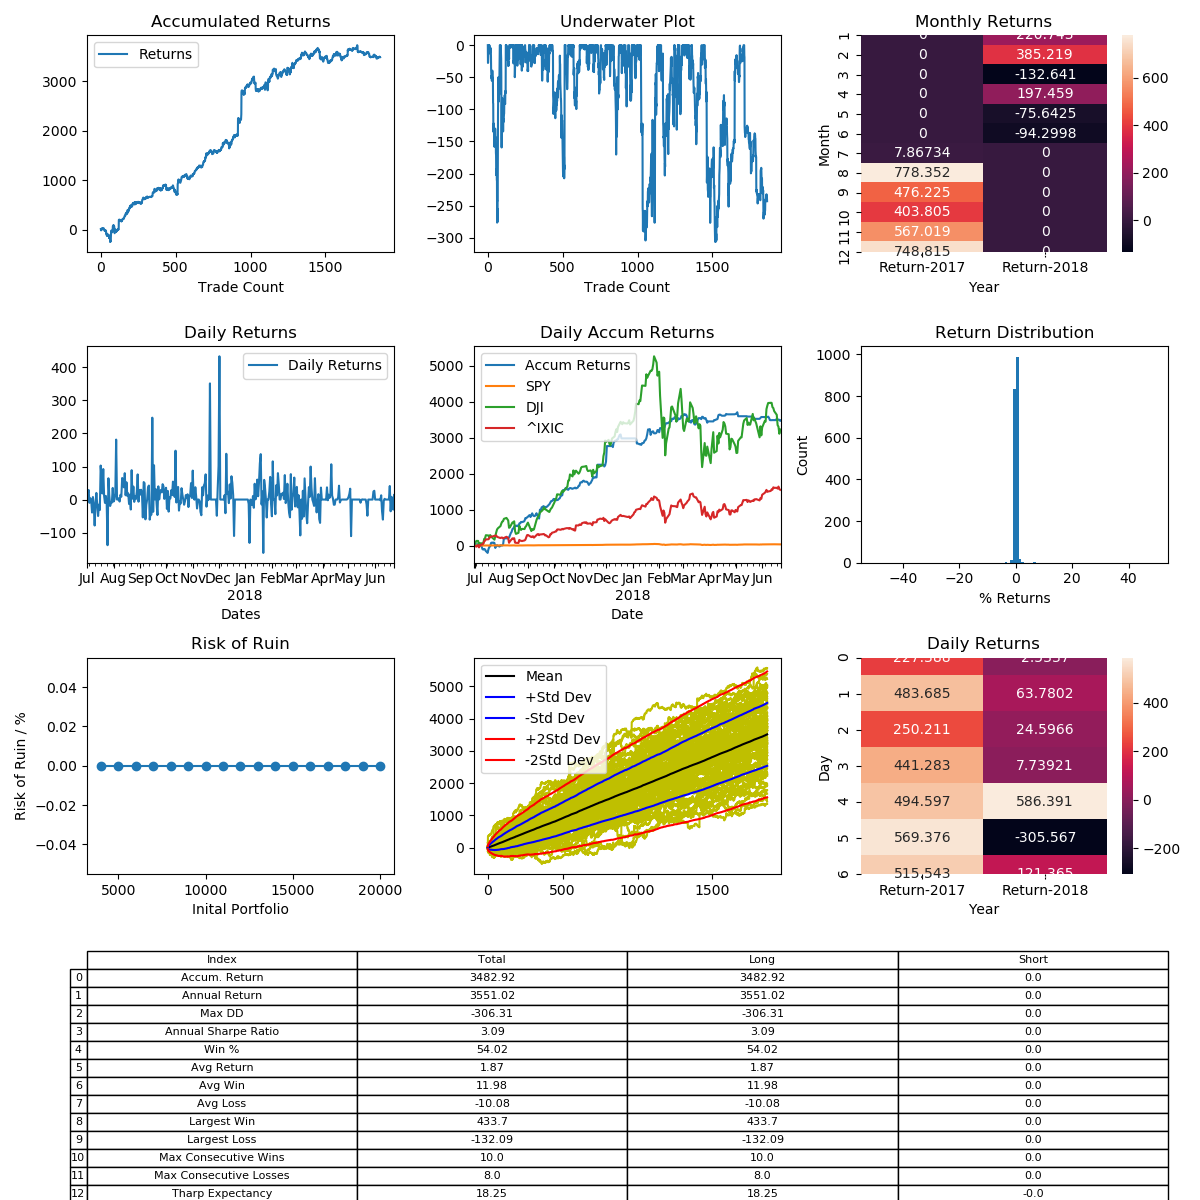 Accumulated Returns
Returns
3000
2000
1000
0
0 500 1000 1500
Trade Count
Underwater Plot
0
−50
−100
−150
−200
−250
−300
0 500 1000 1500
Trade Count
Monthly Returns
Month
1 0
2 0 385.219
3 0 -132.641
4 0 197.459
5 0 -75.6425
6 0 -94.2998
7 7.86734 0
8 778.352 0
9 476.225 0
10 403.805 0
11 567.019 0
12 748.815 0
Return-2017 Return-2018
Year
600
400
200
0
Daily Returns
Daily Returns
400
300
200
100
0
−100
Jul Aug Sep Oct Nov Dec Jan Feb Mar Apr May Jun
2018
Dates
Daily Accum Returns
Accum Returns
SPY
DJI
^IXIC
5000
4000
3000
2000
1000
0
Jul Aug Sep Oct Nov Dec Jan Feb Mar Apr May Jun
2018
Date
Return Distribution
Count
1000
800
600
400
200
0
−40 −20 0 20 40
% Returns
Risk of Ruin
Risk of Ruin / %
0.04
0.02
0.00
−0.02
−0.04
5000 10000 15000 20000
Inital Portfolio
Mean
+Std Dev
-Std Dev
+2Std Dev
-2Std Dev
5000
4000
3000
2000
1000
0
0 500 1000 1500
Daily Returns
Day
0
1 483.685 63.7802
2 250.211 24.5966
3 441.283 7.73921
4 494.597 586.391
5 569.376 -305.567
6 515.543 121.365
Return-2017 Return-2018
Year
400
200
0
−200
Index Total Long Short
0 Accum. Return 3482.92 3482.92 0.0
1 Annual Return 3551.02 3551.02 0.0
2 Max DD -306.31 -306.31 0.0
3 Annual Sharpe Ratio 3.09 3.09 0.0
4 Win % 54.02 54.02 0.0
5 Avg Return 1.87 1.87 0.0
6 Avg Win 11.98 11.98 0.0
7 Avg Loss -10.08 -10.08 0.0
8 Largest Win 433.7 433.7 0.0
9 Largest Loss -132.09 -132.09 0.0
10 Max Consecutive Wins 10.0 10.0 0.0
11 Max Consecutive Losses 8.0 8.0 0.0
12 Tharp Expectancy 18.25 18.25 -0.0